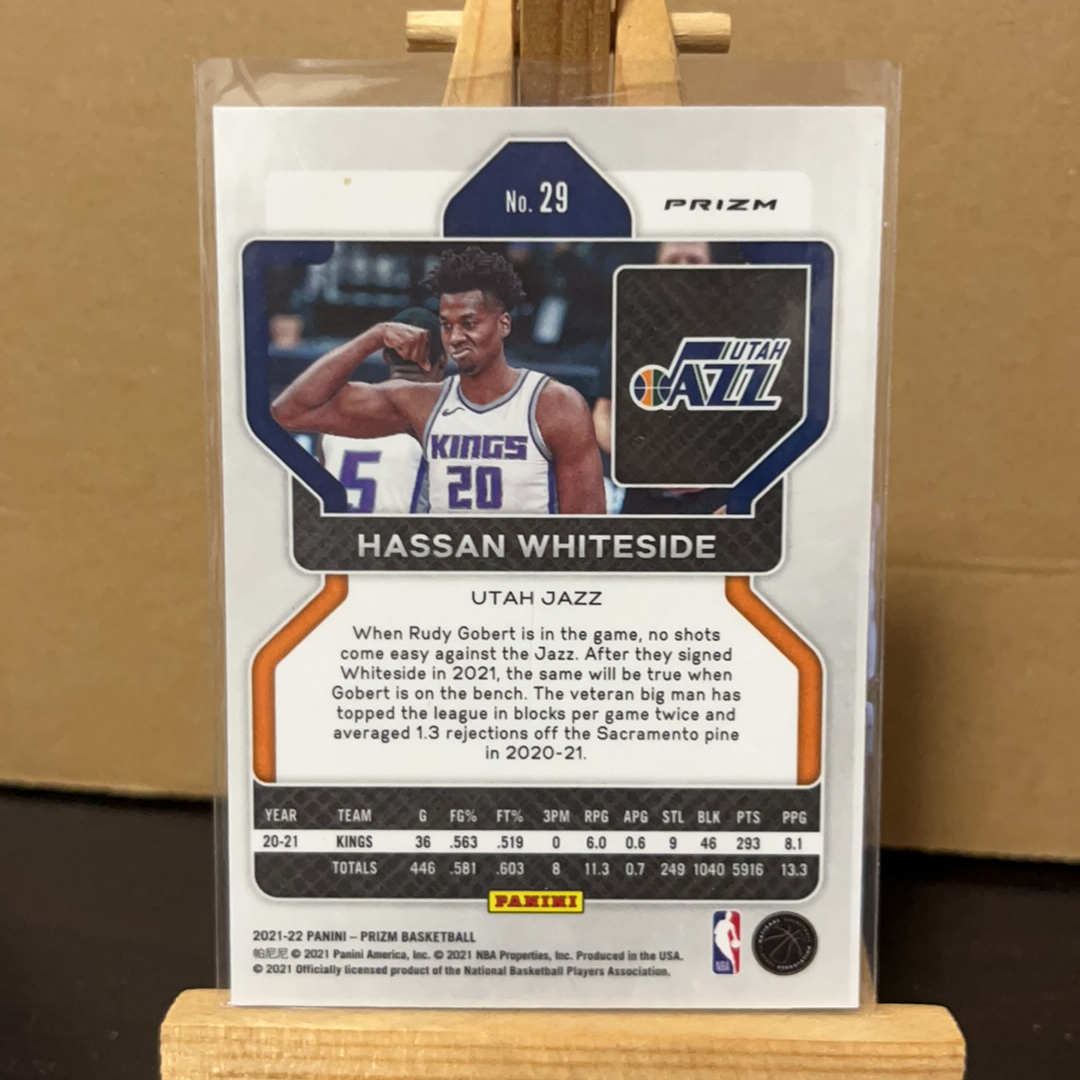 No. 29
PRIZM
UTAH
JAZZ
KINGS
20
5
HASSAN WHITESIDE
UTAH JAZZ
When Rudy Gobert is in the game, no shots
come easy against the Jazz. After they signed
Whiteside in 2021, the same will be true when
Gobert is on the bench. The veteran big man has
topped the league in blocks per game twice and
averaged 1.3 rejections off the Sacramento pine
in 2020-21.
YEAR TEAM G FG% FT% 3PM RPG APG STL BLK PTS PPG
20-21 KINGS 36 .563 .519 0 6.0 0.6 9 46 293 8.1
TOTALS 446 .581 .603 8 11.3 0.7 249 1040 5916 13.3
PANINI
2021-22 PANINI – PRIZM BASKETBALL
帕尼尼 © 2021 Panini America, Inc. © 2021 NBA Properties, Inc. Produced in the USA.
© 2021 Officially licensed product of the National Basketball Players Association.
NBA